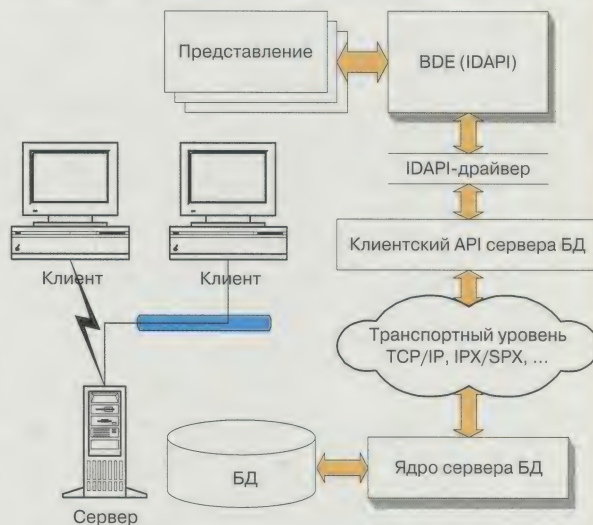 Представление
BDE (IDAPI)
IDAPI-драйвер
Клиентский API сервера БД
Клиент
Клиент
Транспортный уровень
TCP/IP, IPX/SPX, ...
БД
Ядро сервера БД
Сервер